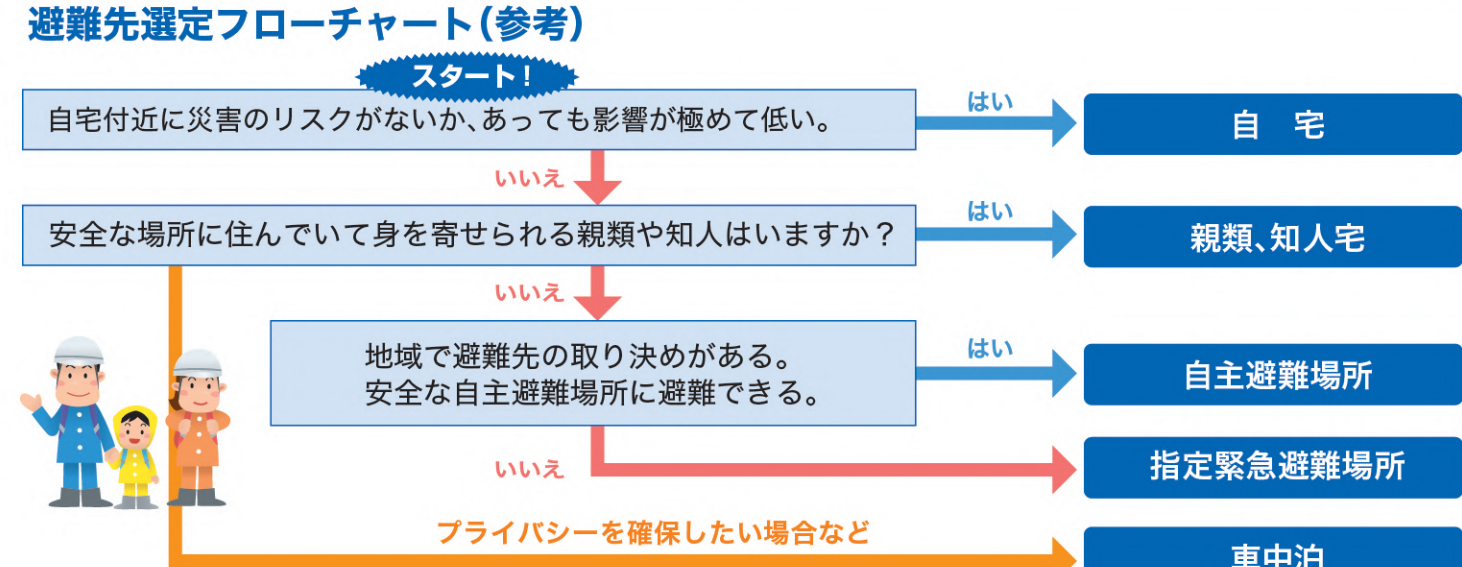 避難先選定フローチャート(参考)
スタート!
自宅付近に災害のリスクがないか、あっても影響が極めて低い。
はい
自 宅
いいえ
安全な場所に住んでいて身を寄せられる親類や知人はいますか?
はい
親類、知人宅
いいえ
地域で避難先の取り決めがある。
安全な自主避難場所に避難できる。
はい
自主避難場所
いいえ
指定緊急避難場所
プライバシーを確保したい場合など
車中泊